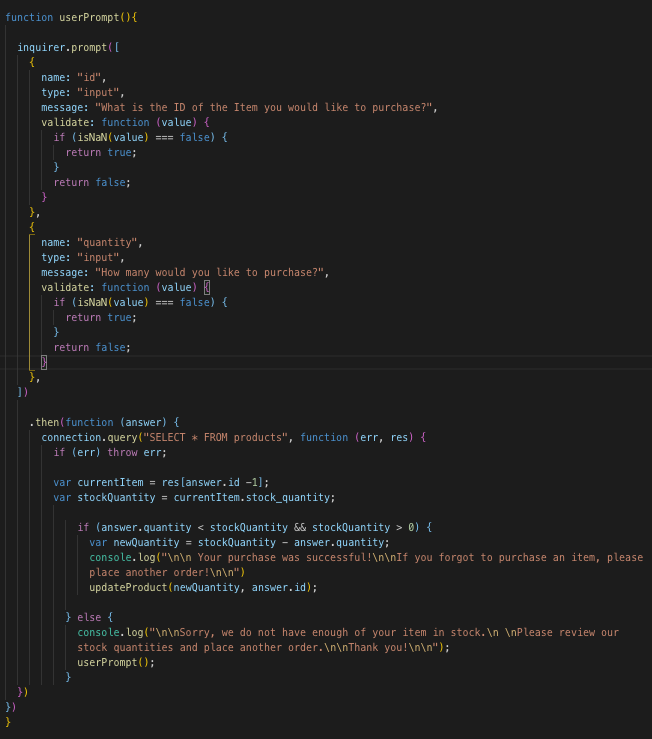 function userPrompt(){
inquirer.prompt([
{
name: "id",
type: "input",
message: "What is the ID of the Item you would like to purchase?",
validate: function (value) {
if (isNaN(value) === false) {
return true;
}
return false;
}
},
{
name: "quantity",
type: "input",
message: "How many would you like to purchase?",
validate: function (value) {
if (isNaN(value) === false) {
return true;
}
return false;
}
},
])
.then(function (answer) {
connection.query("SELECT * FROM products", function (err, res) {
if (err) throw err;
var currentItem = res[answer.id -1];
var stockQuantity = currentItem.stock_quantity;
if (answer.quantity < stockQuantity && stockQuantity > 0) {
var newQuantity = stockQuantity - answer.quantity;
console.log("\n\n Your purchase was successful!\n\nIf you forgot to purchase an item, please
place another order!\n\n")
updateProduct(newQuantity, answer.id);
} else {
console.log("\n\nSorry, we do not have enough of your item in stock.\n \nPlease review our
stock quantities and place another order.\n\nThank you!\n\n");
userPrompt();
}
})
})
}